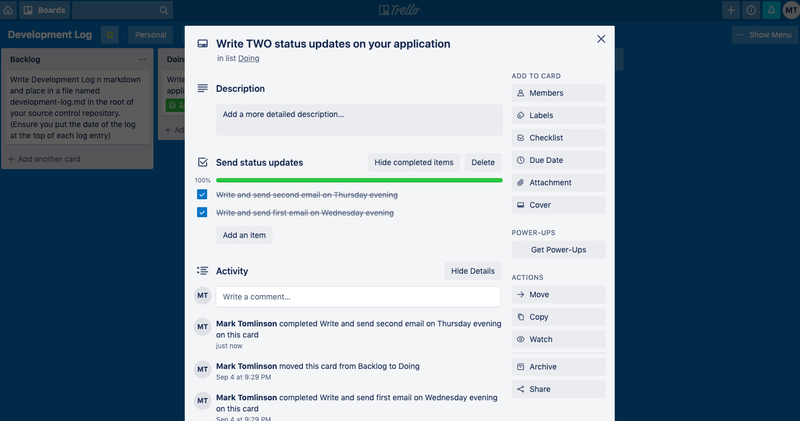 Boards
Trello
MT
Development Log
Personal
Show Menu
Backlog
Write Development Log n markdown
and place in a file named
development-log.md in the root of
your source control repository.
(Ensure you put the date of the log
at the top of each log entry)
+ Add another card
Write TWO status updates on your application
in list Doing
Description
Add a more detailed description...
Send status updates
Hide completed items
Delete
100%
Write and send second email on Thursday evening
Write and send first email on Wednesday evening
Add an item
Activity
Hide Details
MT
Write a comment...
MT
Mark Tomlinson completed Write and send second email on Thursday evening
on this card
just now
MT
Mark Tomlinson moved this card from Backlog to Doing
Sep 4 at 9:29 PM
MT
Mark Tomlinson completed Write and send first email on Wednesday evening
on this card
Sep 4 at 9:29 PM
ADD TO CARD
Members
Labels
Checklist
Due Date
Attachment
Cover
POWER-UPS
Get Power-Ups
ACTIONS
Move
Copy
Watch
Archive
Share